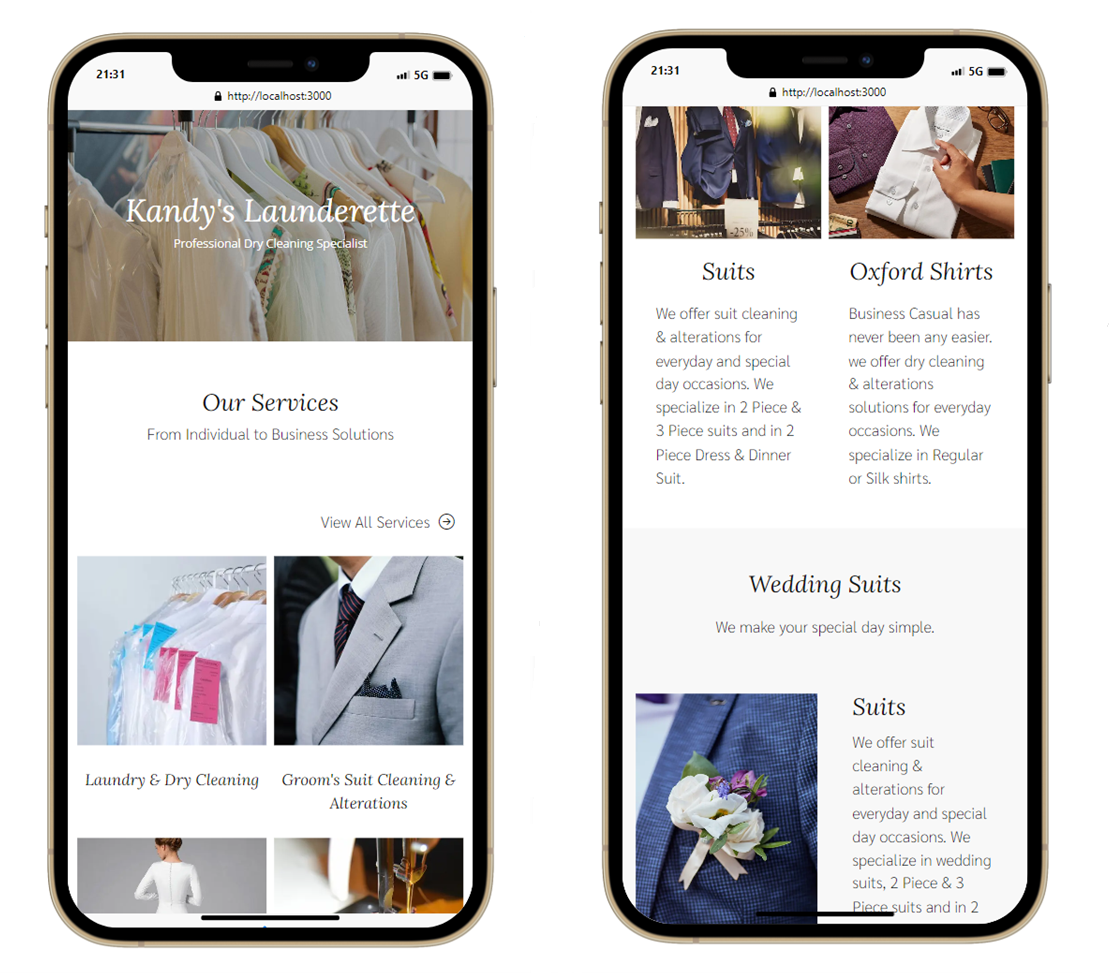 21:31
5G
http://localhost:3000
Kandy's Launderette
Professional Dry Cleaning Specialist
Our Services
From Individual to Business Solutions
View All Services
Laundry & Dry Cleaning
Groom's Suit Cleaning &
Alterations
21:31
5G
http://localhost:3000
-25%
Suits
We offer suit cleaning
& alterations for
everyday and special
day occasions. We
specialize in 2 Piece &
3 Piece suits and in 2
Piece Dress & Dinner
Suit.
Oxford Shirts
Business Casual has
never been any easier.
we offer dry cleaning
& alterations
solutions for everyday
occasions. We
specialize in Regular
or Silk shirts.
Wedding Suits
We make your special day simple.
Suits
We offer suit
cleaning &
alterations for
everyday and special
day occasions. We
specialize in wedding
suits, 2 Piece & 3
Piece suits and in 2